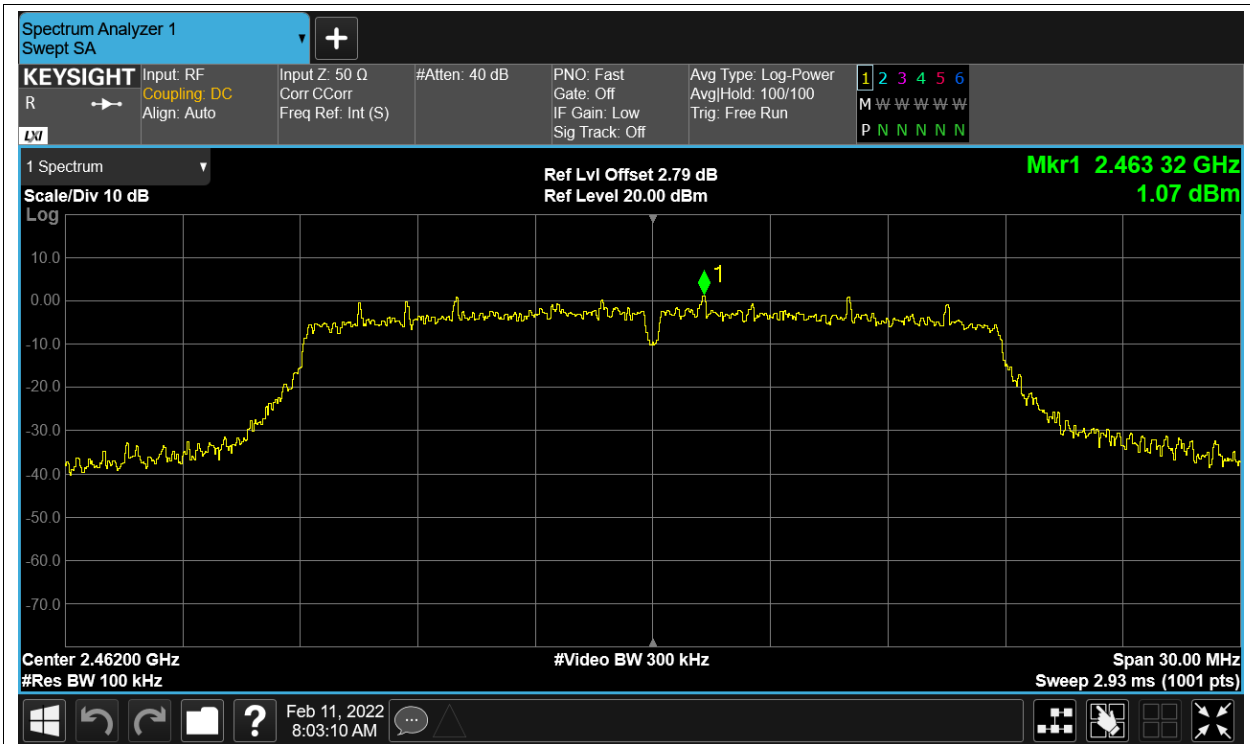 Spectrum Analyzer 1
Swept SA
KEYSIGHT
R
LXI
Input: RF
Coupling: DC
Align: Auto
Input Z: 50 Ω
Corr CCorr
Freq Ref: Int (S)
#Atten: 40 dB
PNO: Fast
Gate: Off
IF Gain: Low
Sig Track: Off
Avg Type: Log-Power
Avg|Hold: 100/100
Trig: Free Run
1 2 3 4 5 6
M W W W W W
P N N N N N
1 Spectrum
Scale/Div 10 dB
Log
Ref Lvl Offset 2.79 dB
Ref Level 20.00 dBm
Mkr1 2.463 32 GHz
1.07 dBm
1
10.0
0.00
-10.0
-20.0
-30.0
-40.0
-50.0
-60.0
-70.0
Center 2.46200 GHz
#Res BW 100 kHz
#Video BW 300 kHz
Span 30.00 MHz
Sweep 2.93 ms (1001 pts)
?
Feb 11, 2022
8:03:10 AM